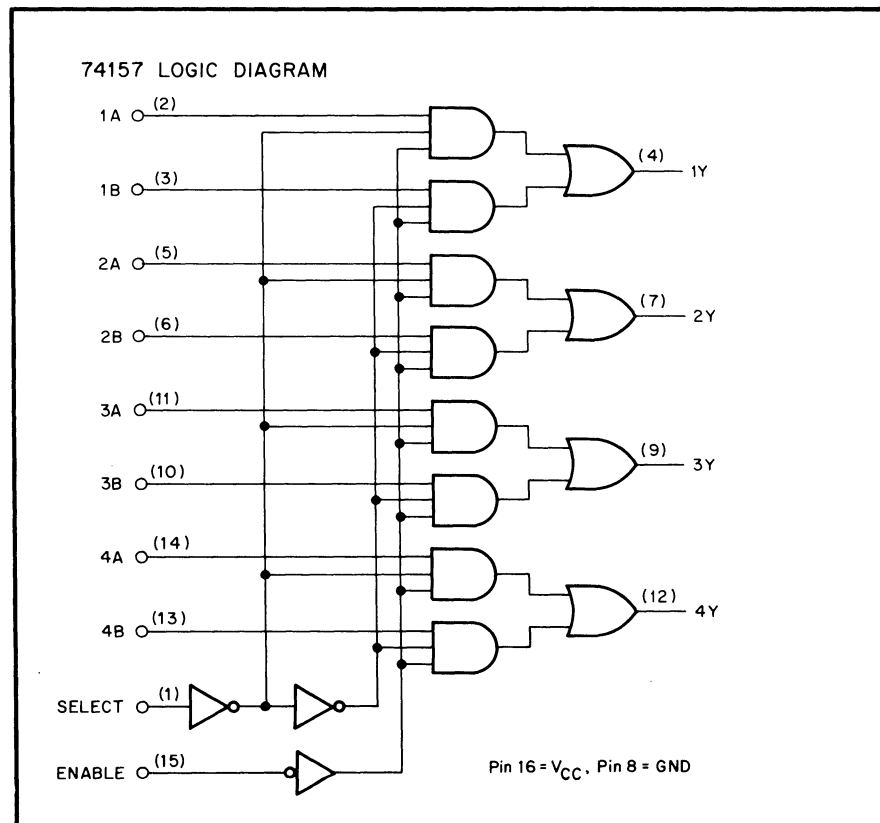 74157 LOGIC DIAGRAM
1A (2)
(4) 1Y
1B (3)
2A (5)
(7) 2Y
2B (6)
3A (11)
(9) 3Y
3B (10)
4A (14)
(12) 4Y
4B (13)
SELECT (1)
ENABLE (15)
Pin 16 = VCC, Pin 8 = GND